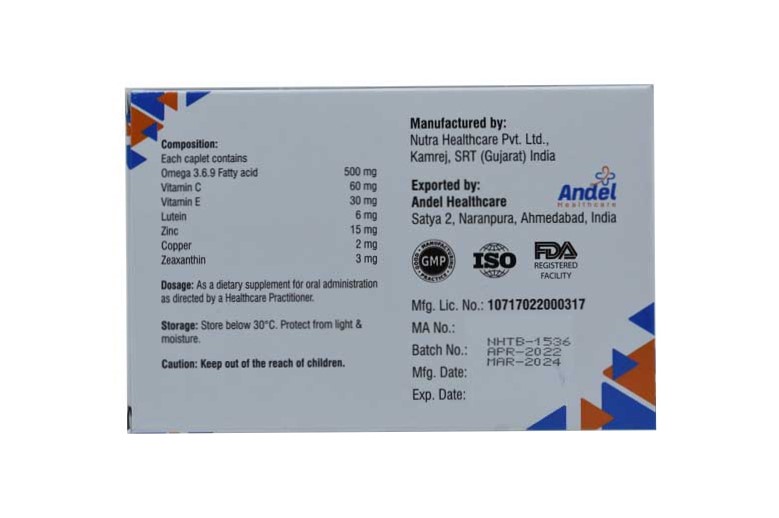 Composition:
Each caplet contains
Omega 3.6.9 Fatty acid 500 mg
Vitamin C 60 mg
Vitamin E 30 mg
Lutein 6 mg
Zinc 15 mg
Copper 2 mg
Zeaxanthin 3 mg
Dosage: As a dietary supplement for oral administration
as directed by a Healthcare Practitioner.
Storage: Store below 30°C. Protect from light &
moisture.
Caution: Keep out of the reach of children.
Manufactured by:
Nutra Healthcare Pvt. Ltd.,
Kamrej, SRT (Gujarat) India
Exported by:
Andel Healthcare
Satya 2, Naranpura, Ahmedabad, India
Andel
Healthcare
GOOD MANUFACTURING PRACTICE
GMP
ISO
FDA
REGISTERED
FACILITY
Mfg. Lic. No.: 10717022000317
MA No.:
Batch No.:
Mfg. Date:
Exp. Date:
NHTB-1536
APR-2022
MAR-2024